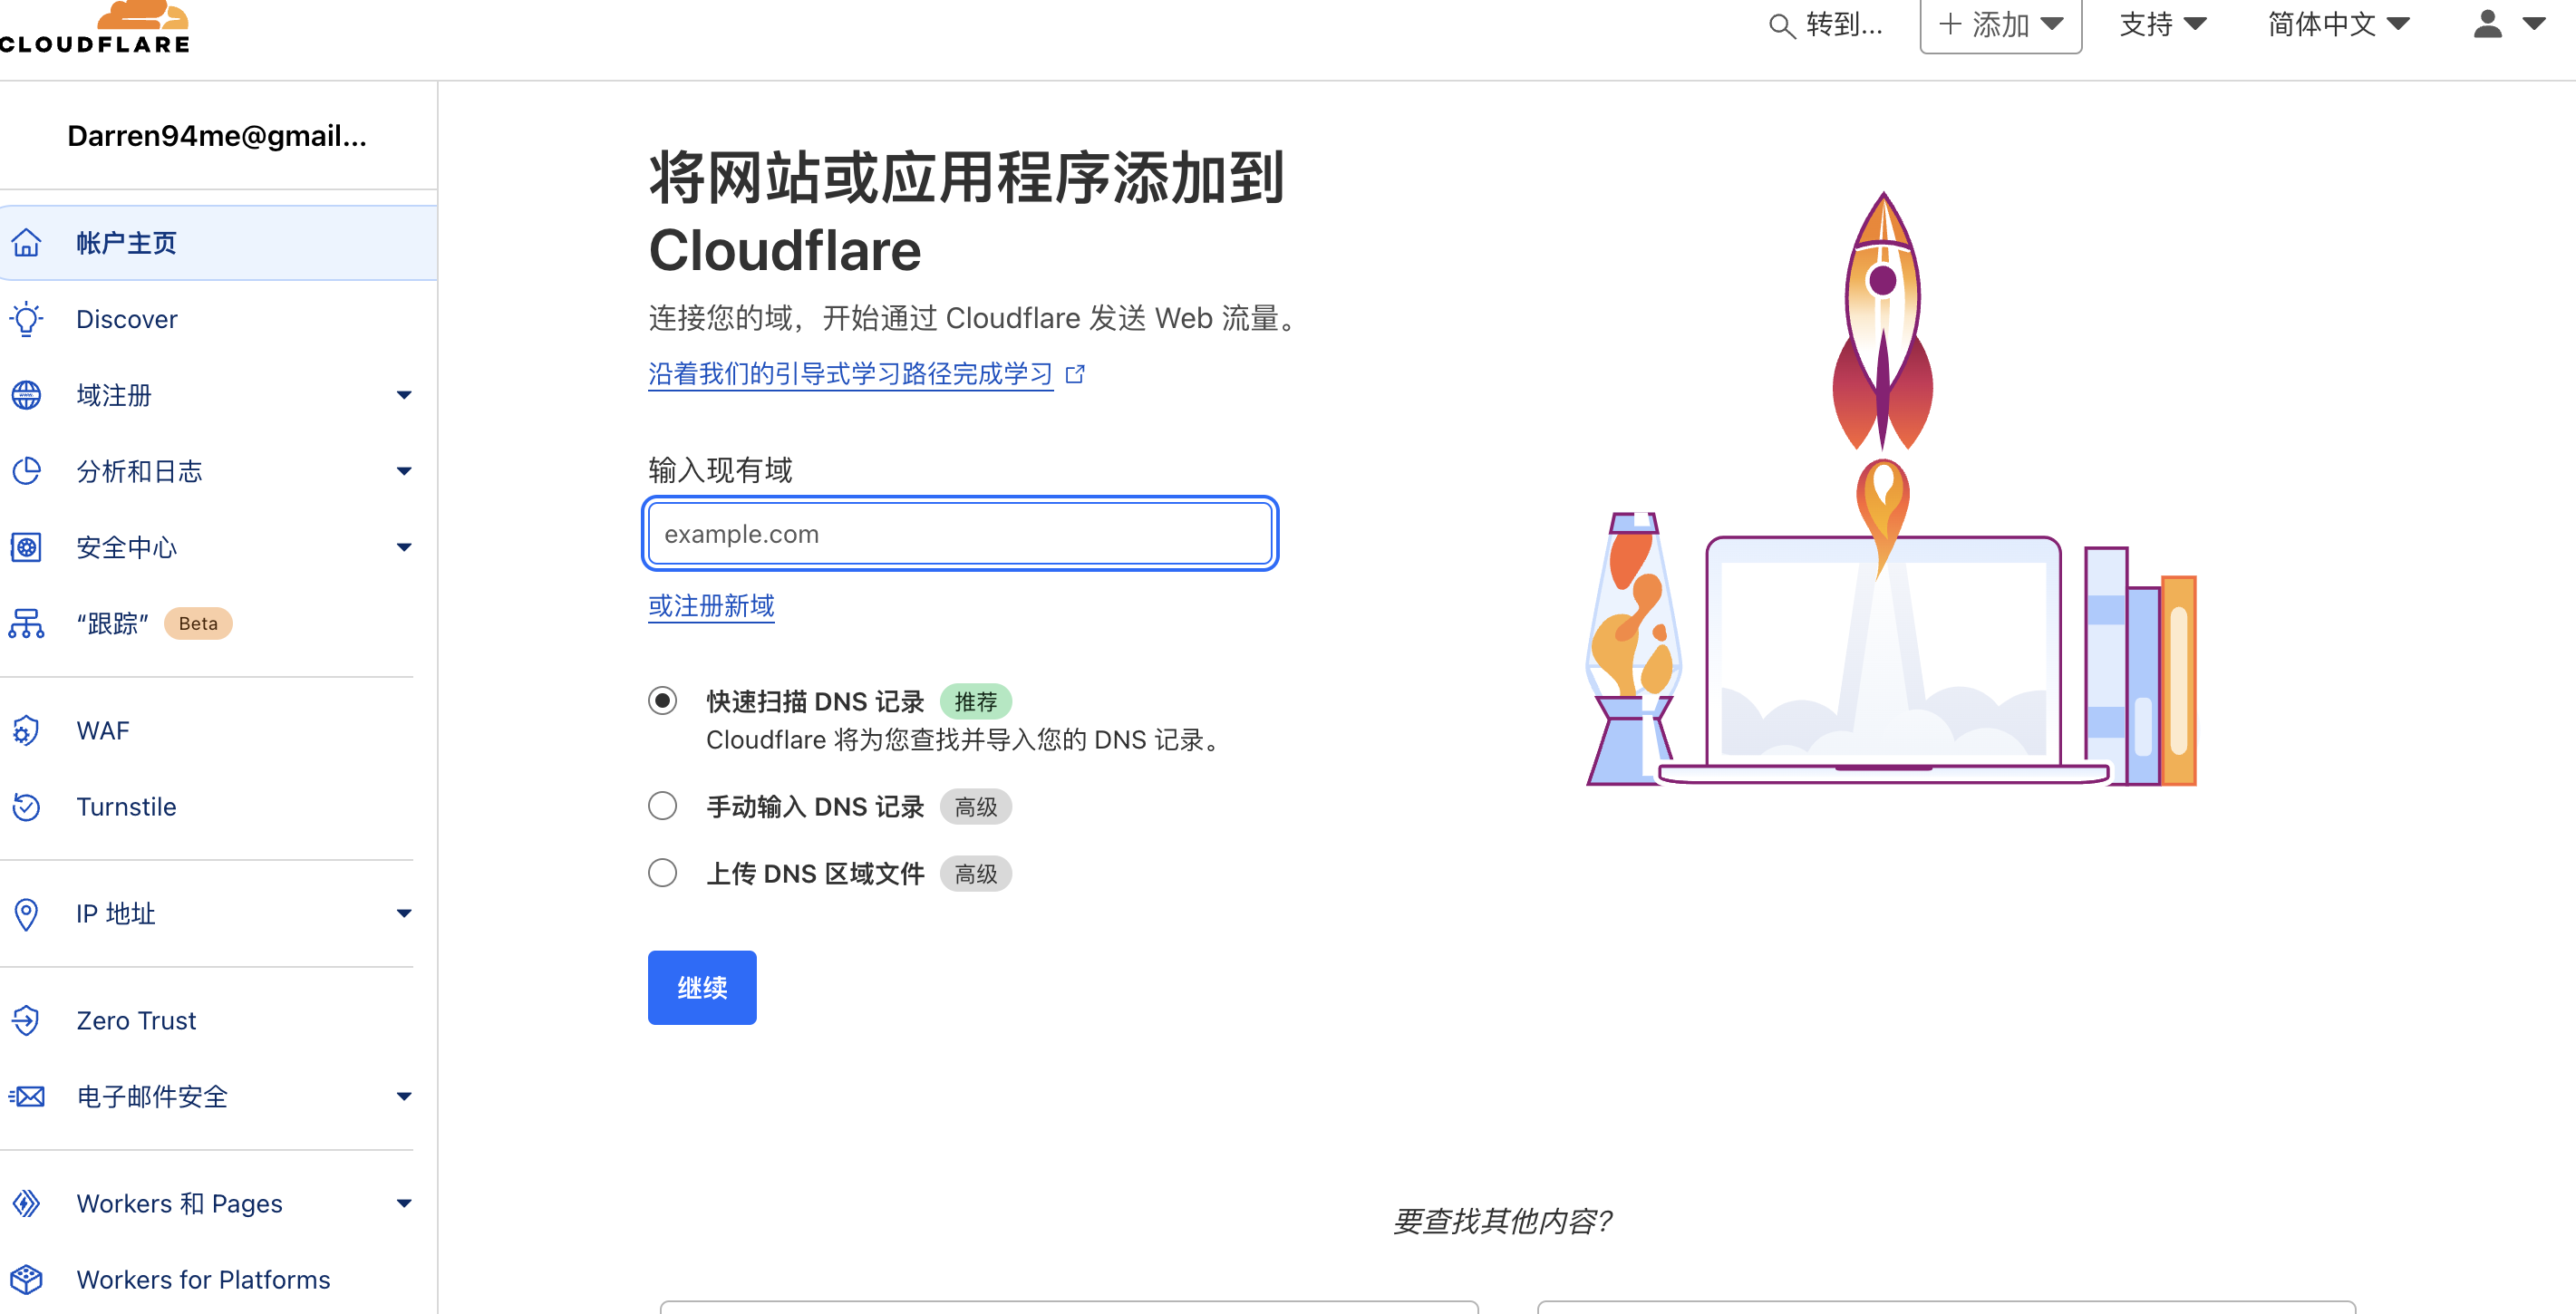 CLOUDFLARE
转到...
添加
支持
简体中文
Darren94me@gmail...
帐户主页
Discover
域注册
分析和日志
安全中心
“跟踪” Beta
WAF
Turnstile
IP 地址
Zero Trust
电子邮件安全
Workers 和 Pages
Workers for Platforms
将网站或应用程序添加到
Cloudflare
连接您的域，开始通过 Cloudflare 发送 Web 流量。
沿着我们的引导式学习路径完成学习
输入现有域
example.com
或注册新域
快速扫描 DNS 记录 推荐
Cloudflare 将为您查找并导入您的 DNS 记录。
手动输入 DNS 记录 高级
上传 DNS 区域文件 高级
继续
要查找其他内容?